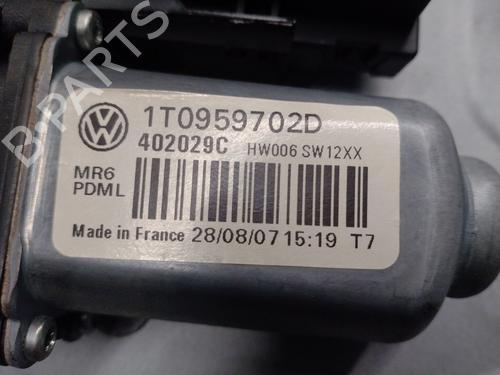 B-PARTS
1T0959702D
402029C HW006 SW12XX
MR6
PDML
Made in France 28/08/07 15:19 T7